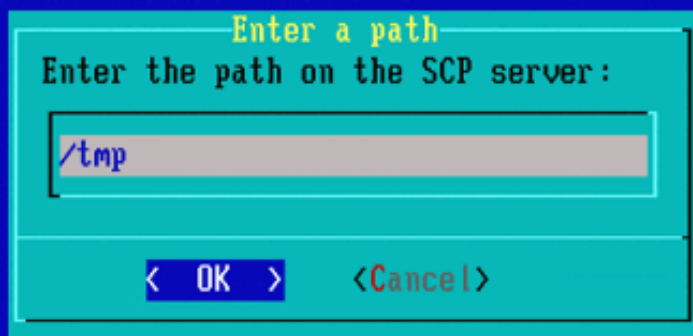 Enter a path
Enter the path on the SCP server:
/tmp
< OK > <Cancel>